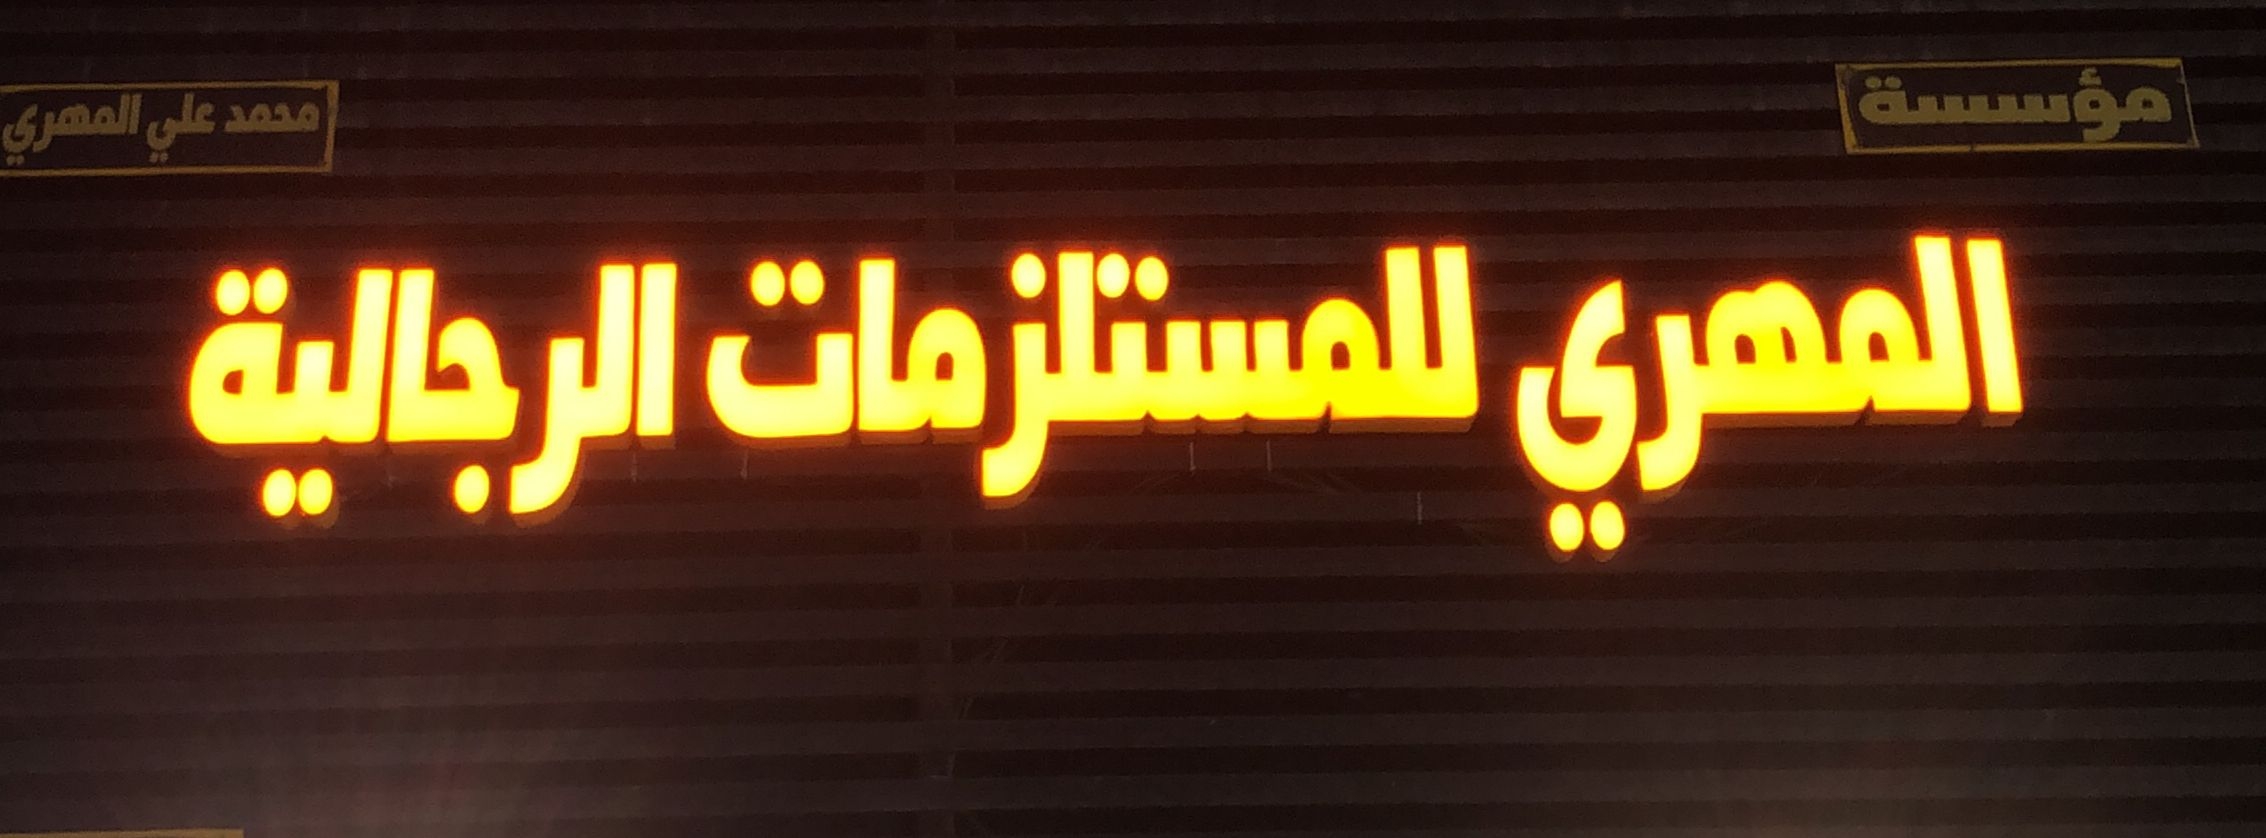 مؤسسة
محمد علي المهري
المهري للمستلزمات الرجالية